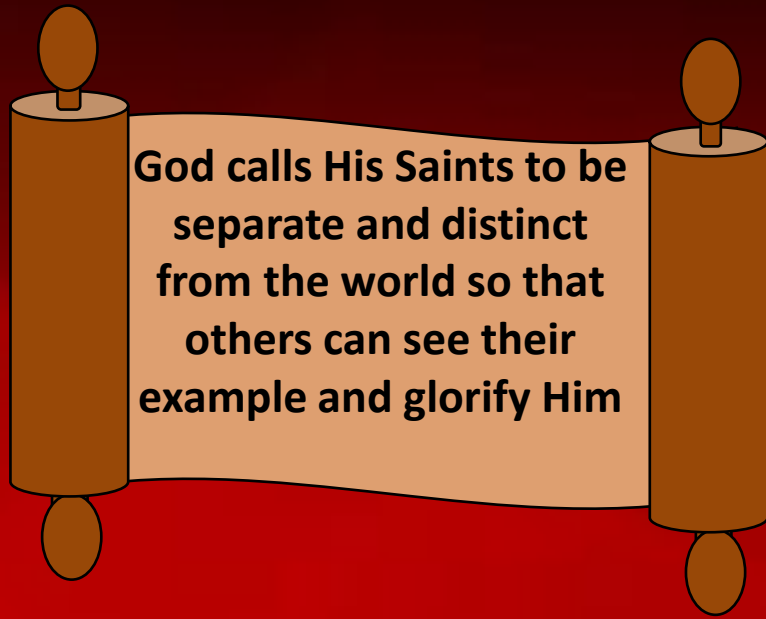 God calls His Saints to be
separate and distinct
from the world so that
others can see their
example and glorify Him